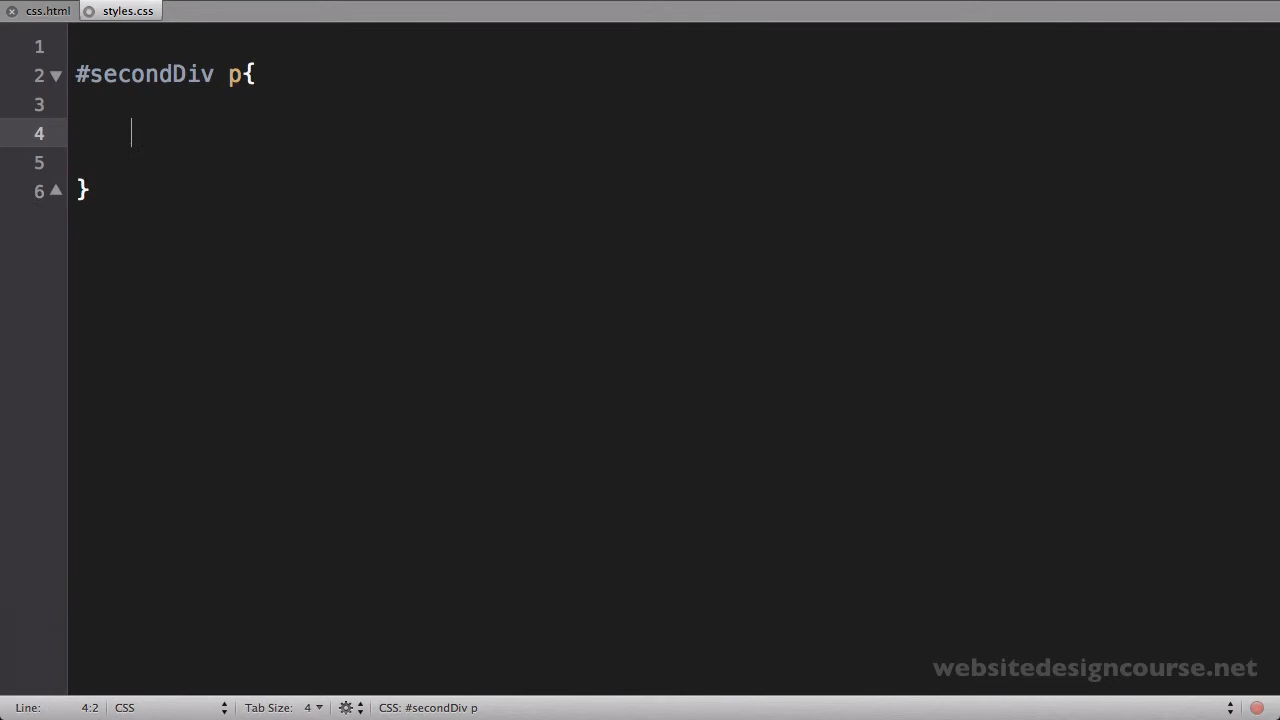 css.html styles.css
1
2 #secondDiv p{
3
4
5
6 }
websitedesigncourse.net
Line: 4:2 CSS Tab Size: 4 CSS: #secondDiv p